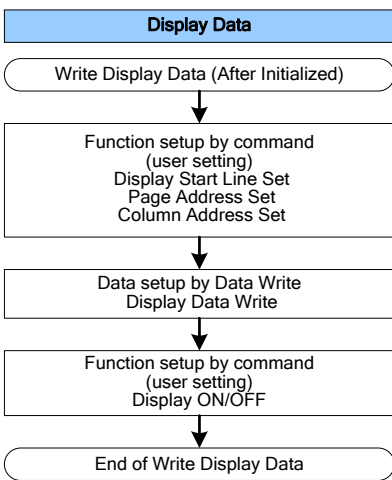 Display Data
Write Display Data (After Initialized)
Function setup by command
(user setting)
Display Start Line Set
Page Address Set
Column Address Set
Data setup by Data Write
Display Data Write
Function setup by command
(user setting)
Display ON/OFF
End of Write Display Data